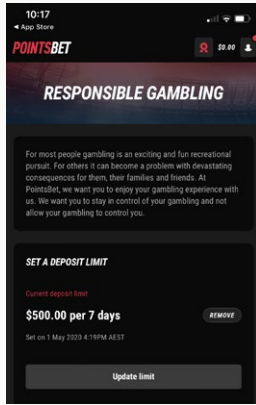 10:17
◄ App Store
POINTSBET
$0.00
RESPONSIBLE GAMBLING
For most people gambling is an exciting and fun recreational
pursuit. For others it can become a problem with devastating
consequences for them, their families and friends. At
PointsBet, we want you to enjoy your gambling experience with
us. We want you to stay in control of your gambling and not
allow your gambling to control you.
SET A DEPOSIT LIMIT
Current deposit limit
$500.00 per 7 days
REMOVE
Set on 1 May 2020 4:19PM AEST
Update limit